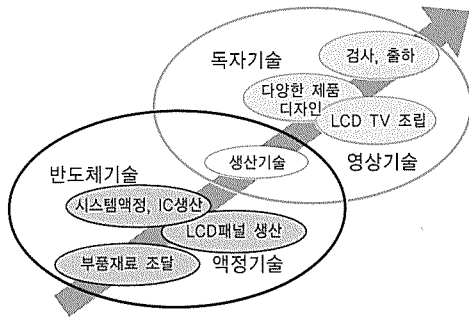 독자기술
검사, 출하
다양한 제품
디자인
LCD TV 조립
생산기술
영상기술
반도체기술
시스템액정, IC생산
LCD패널 생산
부품재료 조달
액정기술